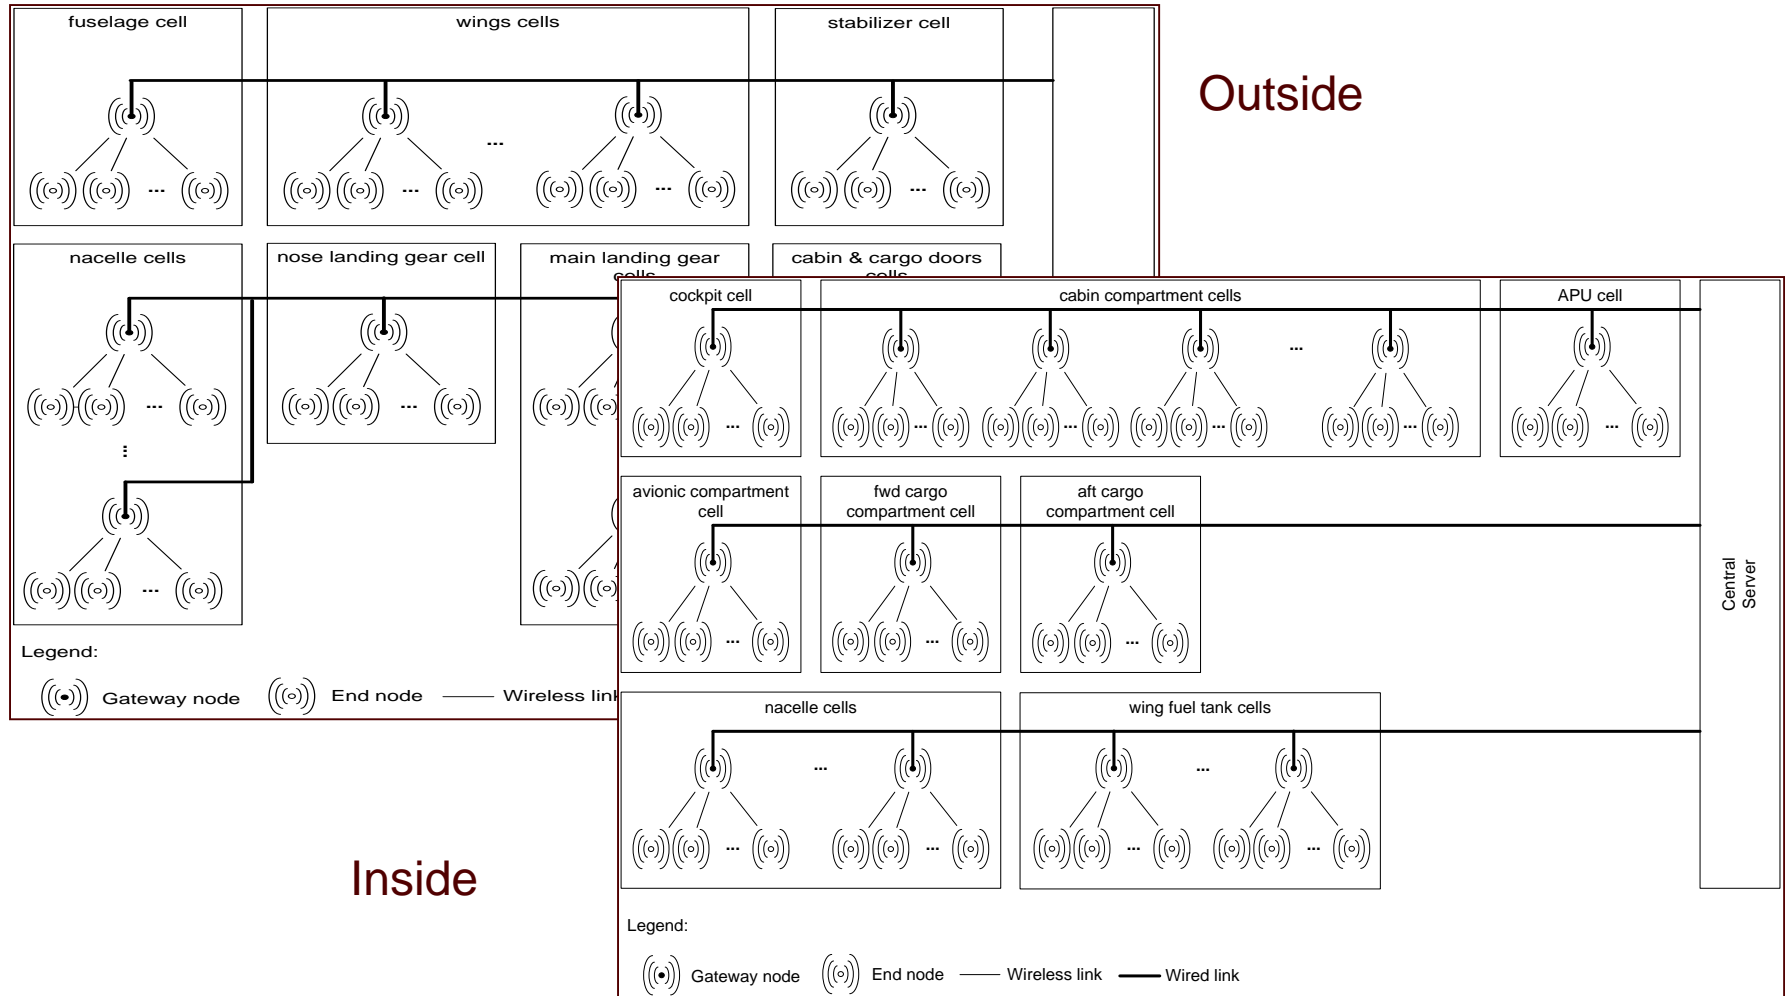 fuselage cell
wings cells
stabilizer cell
Outside
...
... ... ... ...
nacelle cells
nose landing gear cell
main landing gear
cells
cabin & cargo doors
cells
... ...
...
...
Legend:
Gateway node
End node
Wireless link
cockpit cell
cabin compartment cells
APU cell
...
... ... ... ... ... ...
avionic compartment
cell
fwd cargo
compartment cell
aft cargo
compartment cell
... ... ...
Central
Server
nacelle cells
wing fuel tank cells
... ...
... ... ... ...
Inside
Legend:
Gateway node
End node
Wireless link
Wired link